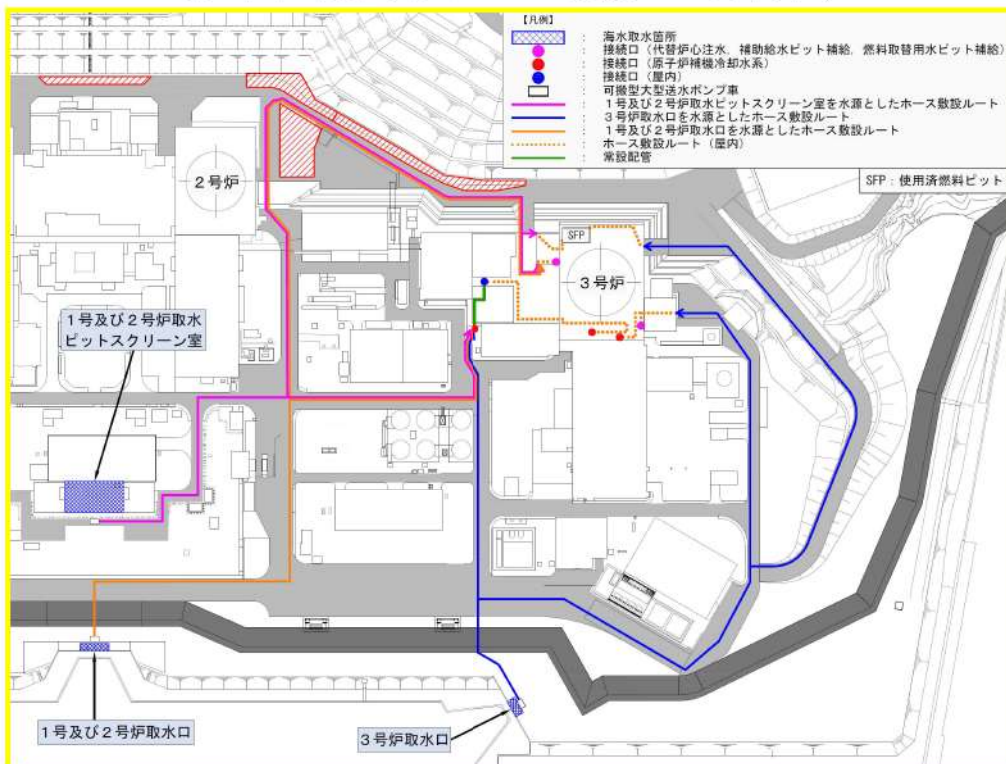 【凡例】
： 海水取水箇所
： 接続口（代替炉心注水，補助給水ピット補給，燃料取替用水ピット補給）
： 接続口（原子炉補機冷却水系）
： 接続口（屋内）
： 可搬型大型送水ポンプ車
： 1号及び2号炉取水ピットスクリーン室を水源としたホース敷設ルート
： 3号炉取水口を水源としたホース敷設ルート
： 1号及び2号炉取水口を水源としたホース敷設ルート
： ホース敷設ルート（屋内）
： 常設配管
SFP：使用済燃料ピット
2号炉
SFP
3号炉
1号及び2号炉取水
ピットスクリーン室
1号及び2号炉取水口
3号炉取水口